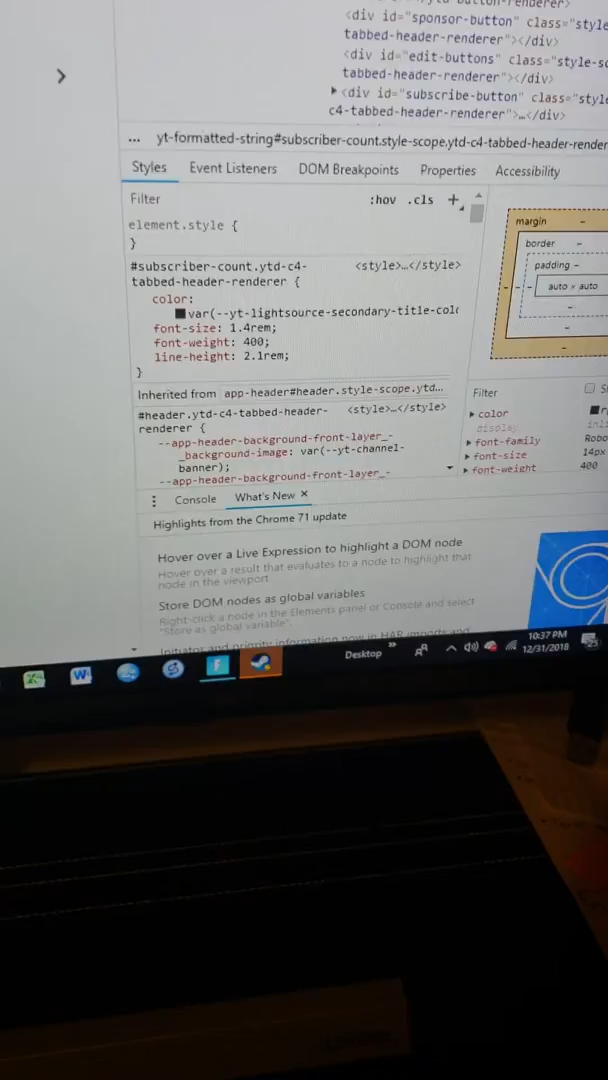 <div id="sponsor-button" class="style
tabbed-header-renderer"></div>
<div id="edit-buttons" class="style-sc
tabbed-header-renderer"></div>
<div id="subscribe-button" class="style
c4-tabbed-header-renderer">…</div>
... yt-formatted-string#subscriber-count.style-scope.ytd-c4-tabbed-header-render
Styles Event Listeners DOM Breakpoints Properties Accessibility
Filter :hov .cls +
element.style {
}
#subscriber-count.ytd-c4- <style>…</style>
tabbed-header-renderer {
color:
var(--yt-lightsource-secondary-title-col
font-size: 1.4rem;
font-weight: 400;
line-height: 2.1rem;
}
Inherited from app-header#header.style-scope.ytd…
#header.ytd-c4-tabbed-header- <style>…</style>
renderer {
--app-header-background-front-layer_-
_background-image: var(--yt-channel-
banner);
--app-header-background-front-layer_-
margin –
border –
padding –
auto × auto
Filter
color
display
font-family Robo
font-size 14px
font-weight 400
Console What's New ×
Highlights from the Chrome 71 update
Hover over a Live Expression to highlight a DOM node
Hover over a result that evaluates to a node to highlight that
node in the viewport
Store DOM nodes as global variables
Right-click a node in the Elements panel or Console and select
"Store as global variable".
Initiator and priority information now in HAR imports and
Desktop »
10:37 PM
12/31/2018